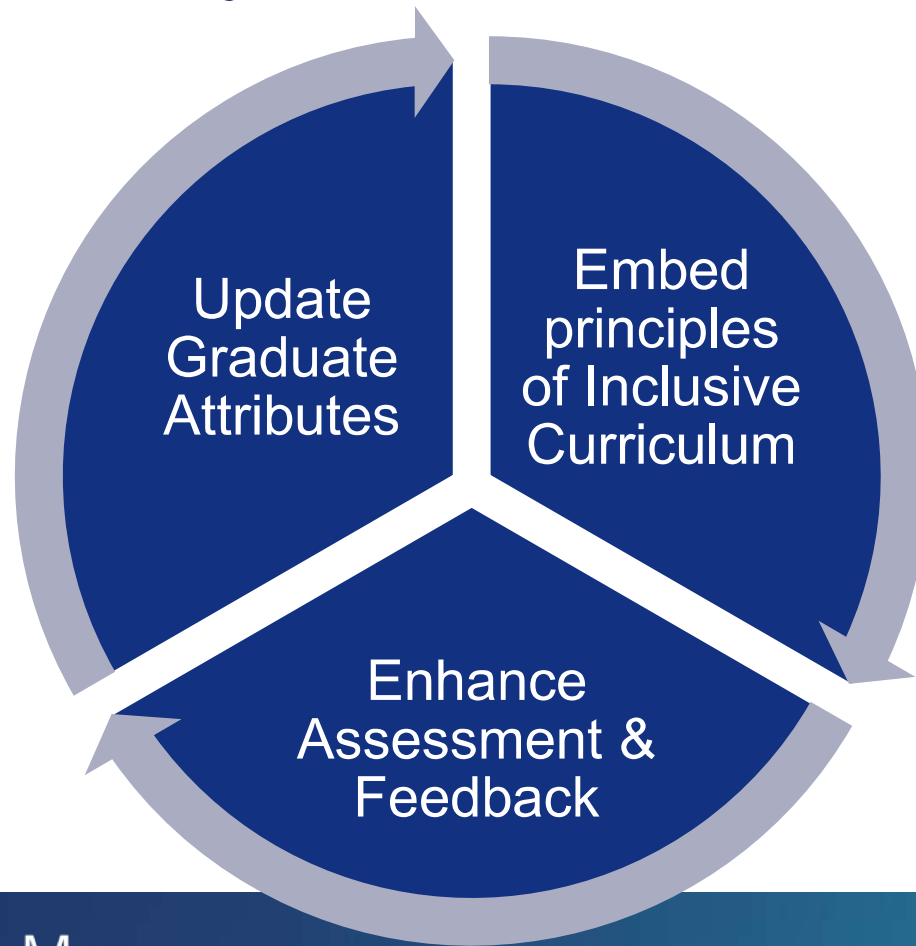 Update
Graduate
Attributes
Embed
principles
of Inclusive
Curriculum
Enhance
Assessment &
Feedback